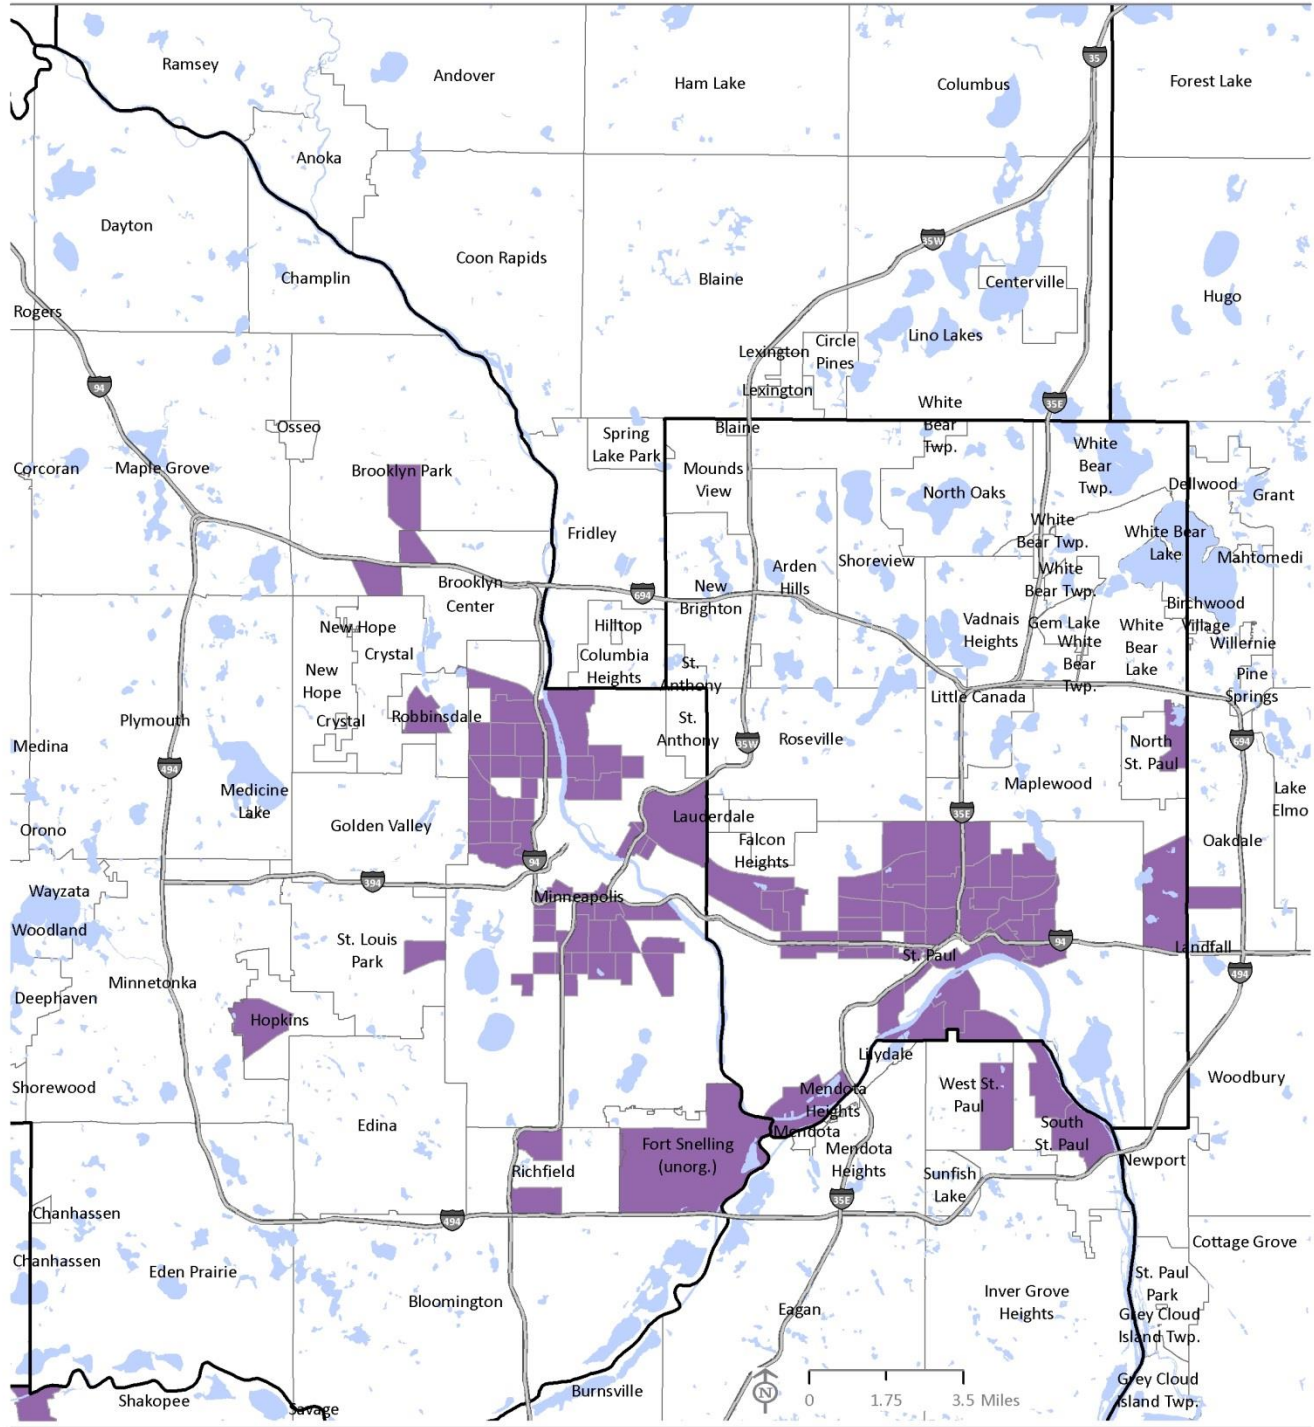 Ramsey
Andover
Ham Lake
Columbus
35
Forest Lake
Anoka
Dayton
Champlin
Coon Rapids
Blaine
35W
Centerville
Hugo
Rogers
Lino Lakes
Circle
Pines
Lexington
Lexington
94
35E
White
Bear
Twp.
Blaine
Osseo
Spring
Lake Park
Corcoran
Maple Grove
Brooklyn Park
Mounds
View
White
Bear
Twp.
North Oaks
Dellwood
Grant
Fridley
White
Bear Twp.
White Bear
Lake
Mahtomedi
Shoreview
Arden
Hills
White
Bear Twp.
Brooklyn
Center
694
New
Brighton
Birchwood
Village
Hilltop
New Hope
Crystal
Vadnais
Heights
Gem Lake
White
Bear
Lake
Willernie
Columbia
Heights
St.
Anthony
White
Bear
Twp.
New
Hope
Pine
Springs
Little Canada
Plymouth
Crystal
Robbinsdale
St.
Anthony
35W
Roseville
North
St. Paul
694
Medina
494
Medicine
Lake
Maplewood
Lake
Elmo
Orono
Golden Valley
Lauderdale
35E
Falcon
Heights
Oakdale
94
394
Wayzata
Minneapolis
Woodland
St. Louis
Park
94
St. Paul
Landfall
494
Minnetonka
Deephaven
Hopkins
Lilydale
Shorewood
Mendota
Heights
West St.
Paul
Woodbury
Edina
Fort Snelling
(unorg.)
Mendota
South
St. Paul
Richfield
Mendota
Heights
Newport
Sunfish
Lake
Chanhassen
494
35E
Cottage Grove
Chanhassen
Eden Prairie
St. Paul
Park
Bloomington
Eagan
Inver Grove
Heights
Grey Cloud
Island Twp.
Shakopee
Savage
Burnsville
N
0 1.75 3.5 Miles
Grey Cloud
Island Twp.